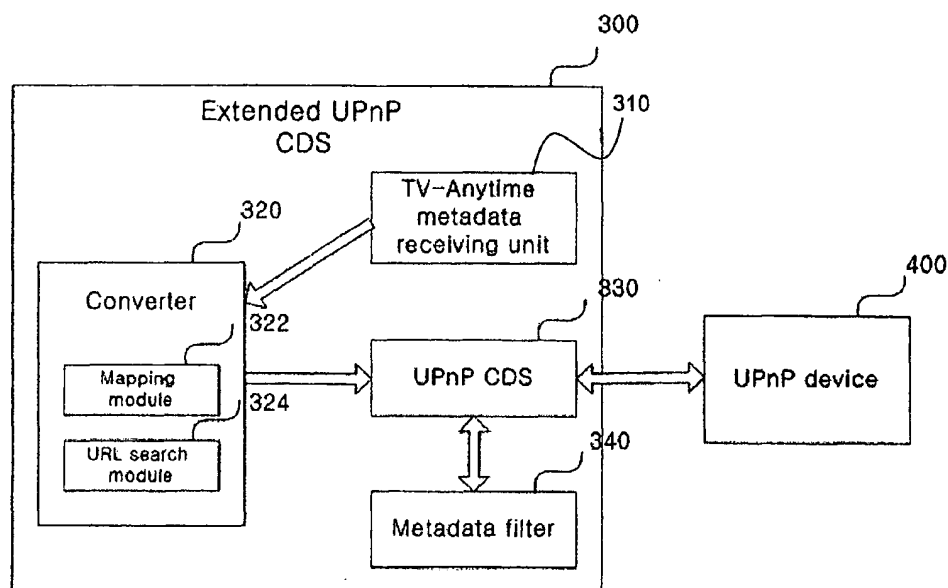 300
Extended UPnP
CDS
310
TV-Anytime
metadata
receiving unit
320
Converter
322
Mapping
module
324
URL search
module
330
UPnP CDS
400
UPnP device
340
Metadata filter